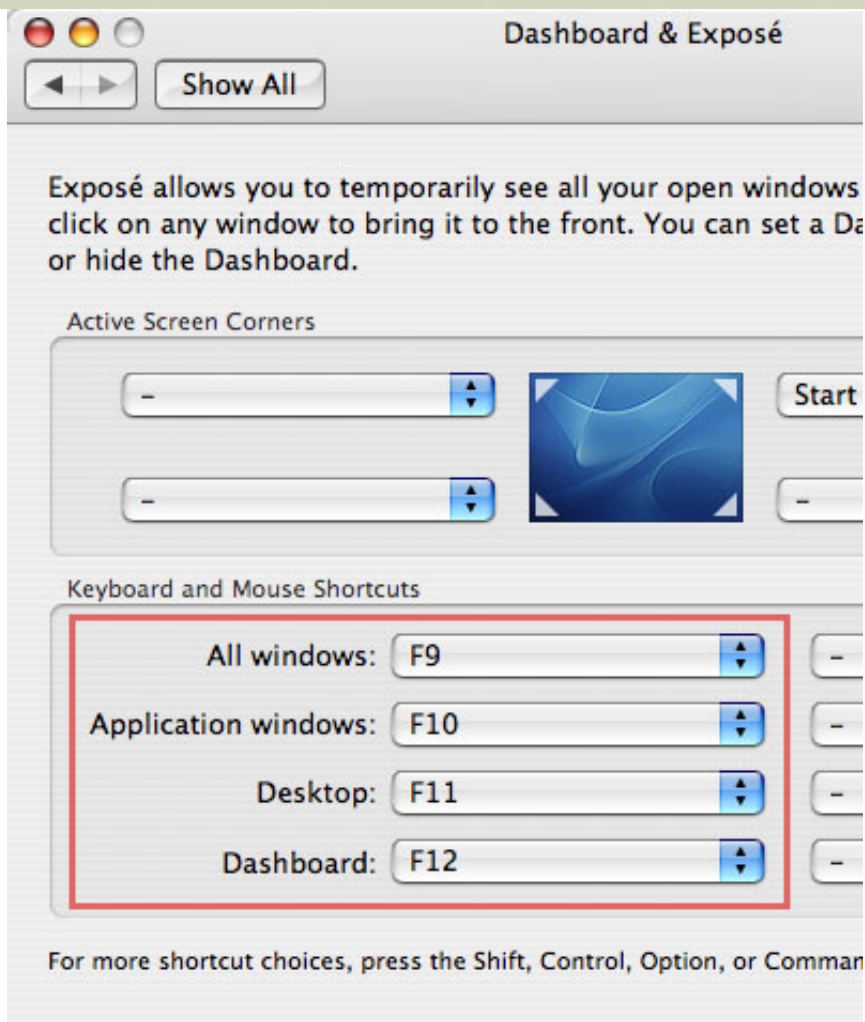 Dashboard & Exposé
Show All
Exposé allows you to temporarily see all your open windows
click on any window to bring it to the front. You can set a Da
or hide the Dashboard.
Active Screen Corners
– Start
– –
Keyboard and Mouse Shortcuts
All windows: F9 –
Application windows: F10 –
Desktop: F11 –
Dashboard: F12 –
For more shortcut choices, press the Shift, Control, Option, or Comman